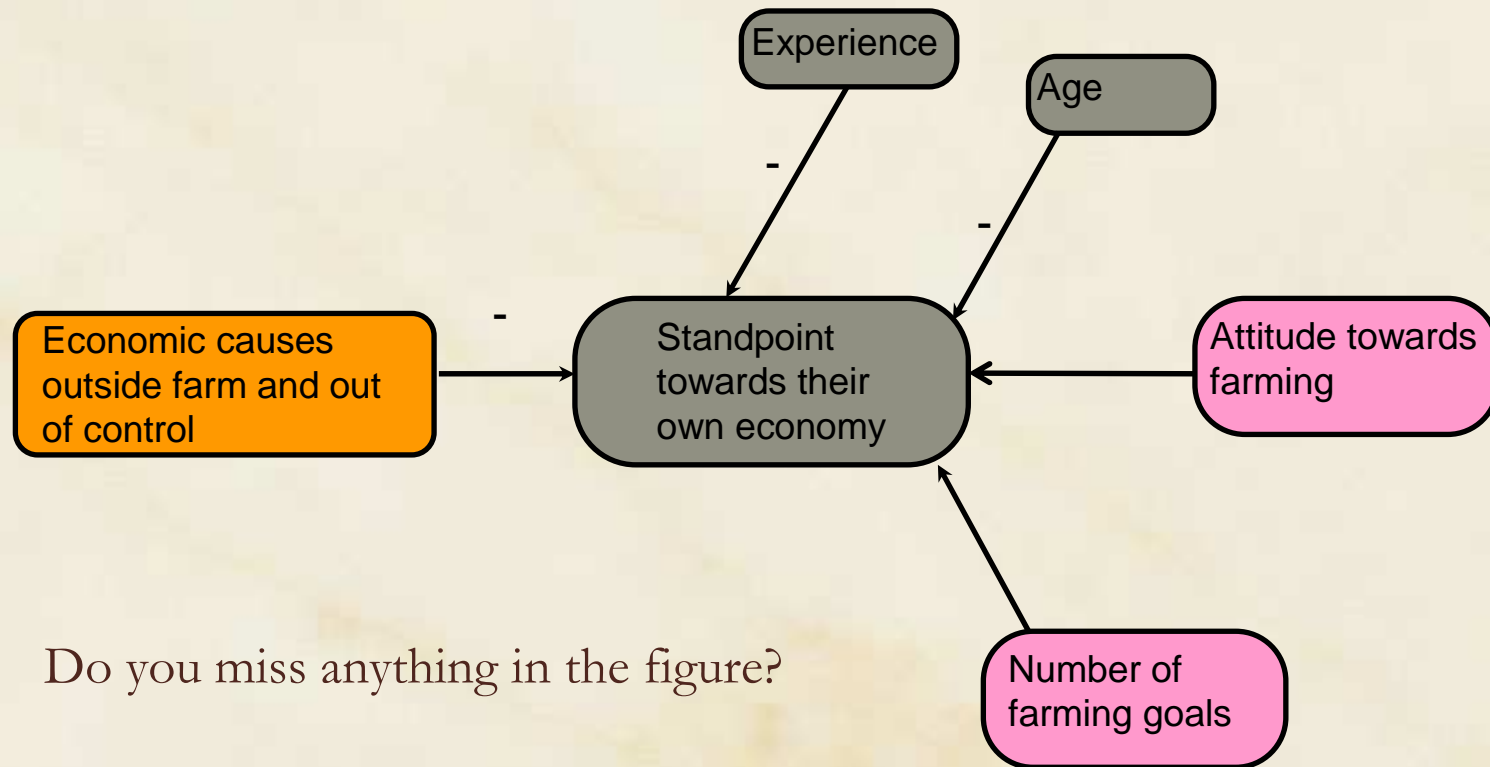 Experience
Age
-
-
-
Economic causes
outside farm and out
of control
Standpoint
towards their
own economy
Attitude towards
farming
Do you miss anything in the figure?
Number of
farming goals